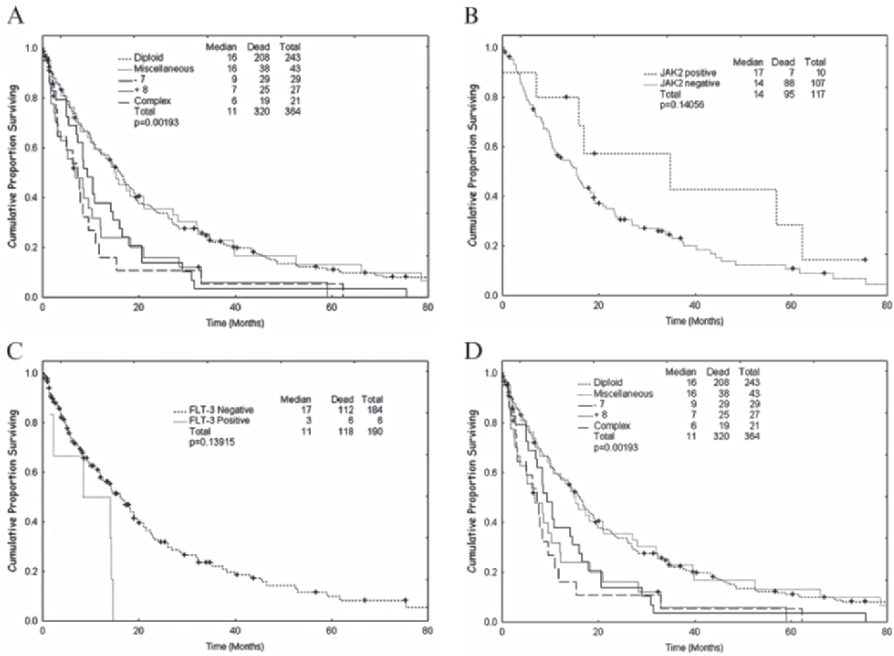 A
Cumulative Proportion Surviving
1.0
0.8
0.6
0.4
0.2
0.0
0 20 40 60 80
Time (Months)
Median Dead Total
Diploid 16 208 243
Miscellaneous 16 38 43
- 7 9 29 29
+ 8 7 25 27
Complex 6 19 21
Total 11 320 364
p=0.00193
B
Cumulative Proportion Surviving
1.0
0.8
0.6
0.4
0.2
0.0
0 20 40 60 80
Time (Months)
Median Dead Total
JAK2 positive 17 7 10
JAK2 negative 14 88 107
Total 14 95 117
p=0.14056
C
Cumulative Proportion Surviving
1.0
0.8
0.6
0.4
0.2
0.0
0 20 40 60 80
Time (Months)
Median Dead Total
FLT-3 Negative 17 112 184
FLT-3 Positive 3 6 6
Total 11 118 190
p=0.13915
D
Cumulative Proportion Surviving
1.0
0.8
0.6
0.4
0.2
0.0
0 20 40 60 80
Time (Months)
Median Dead Total
Diploid 16 208 243
Miscellaneous 16 38 43
- 7 9 29 29
+ 8 7 25 27
Complex 6 19 21
Total 11 320 364
p=0.00193